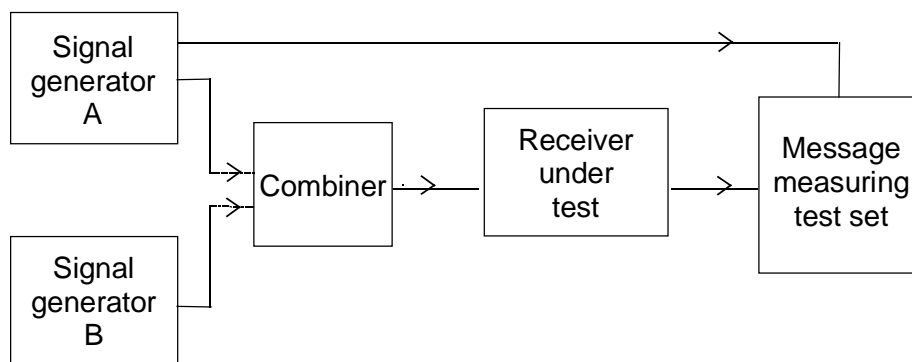 Signal
generator
A
Combiner
Receiver
under
test
Message
measuring
test set
Signal
generator
B